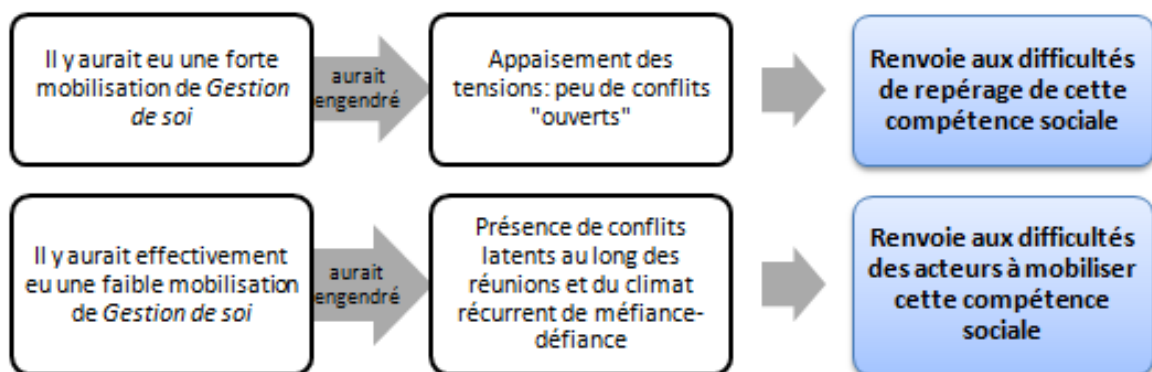 Il y aurait eu une forte
mobilisation de Gestion
de soi
aurait
engendré
Appaisement des
tensions: peu de conflits
"ouverts"
Renvoie aux difficultés
de repérage de cette
compétence sociale
Il y aurait effectivement
eu une faible mobilisation
de Gestion de soi
aurait
engendré
Présence de conflits
latents au long des
réunions et du climat
récurrent de méfiance-
défiance
Renvoie aux difficultés
des acteurs à mobiliser
cette compétence
sociale